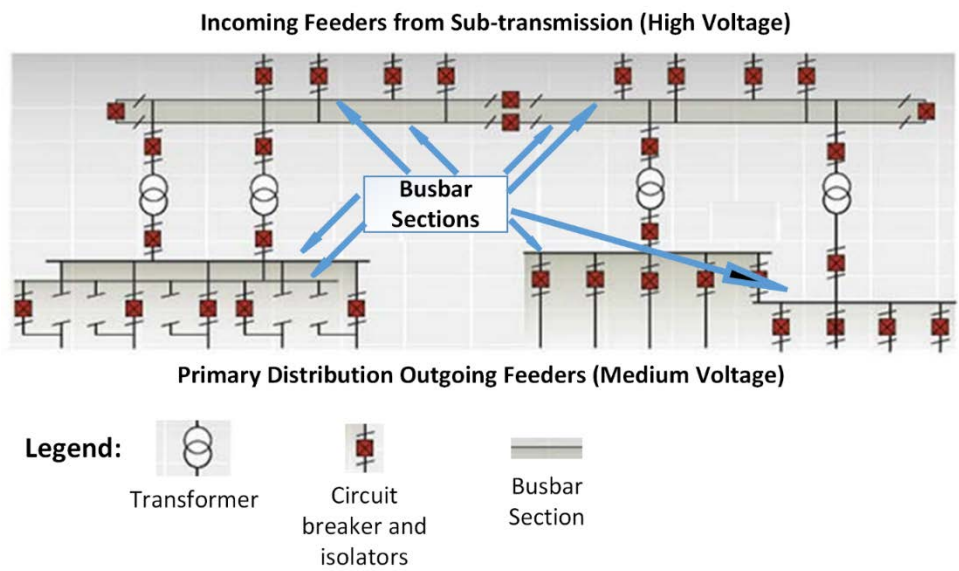 Incoming Feeders from Sub-transmission (High Voltage)
Busbar
Sections
Primary Distribution Outgoing Feeders (Medium Voltage)
Legend:
Transformer
Circuit
breaker and
isolators
Busbar
Section